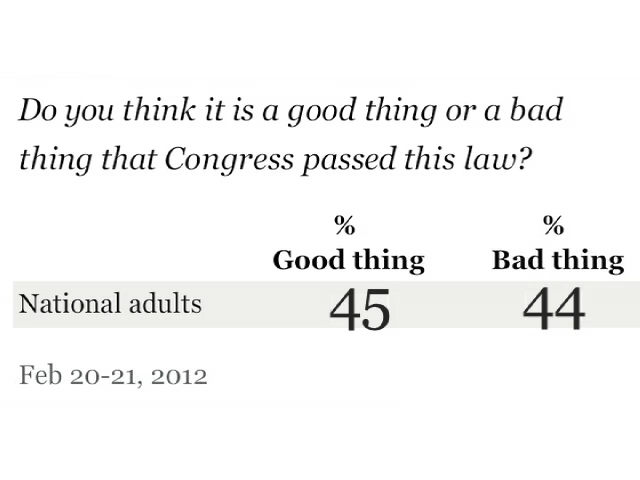 Do you think it is a good thing or a bad
thing that Congress passed this law?
% %
Good thing Bad thing
National adults 45 44
Feb 20-21, 2012